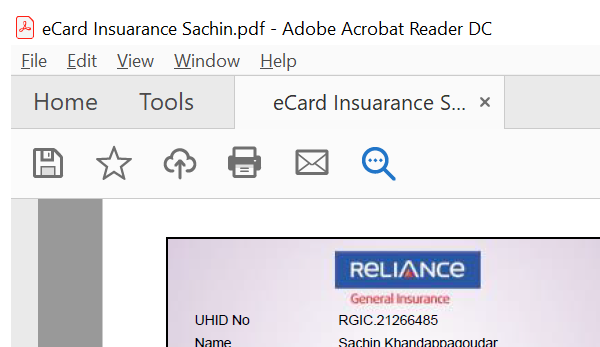 eCard Insuarance Sachin.pdf - Adobe Acrobat Reader DC
File Edit View Window Help
Home Tools eCard Insuarance S... ×
RELIANCE
General Insurance
UHID No RGIC.21266485
Name Sachin Khandappagoudar